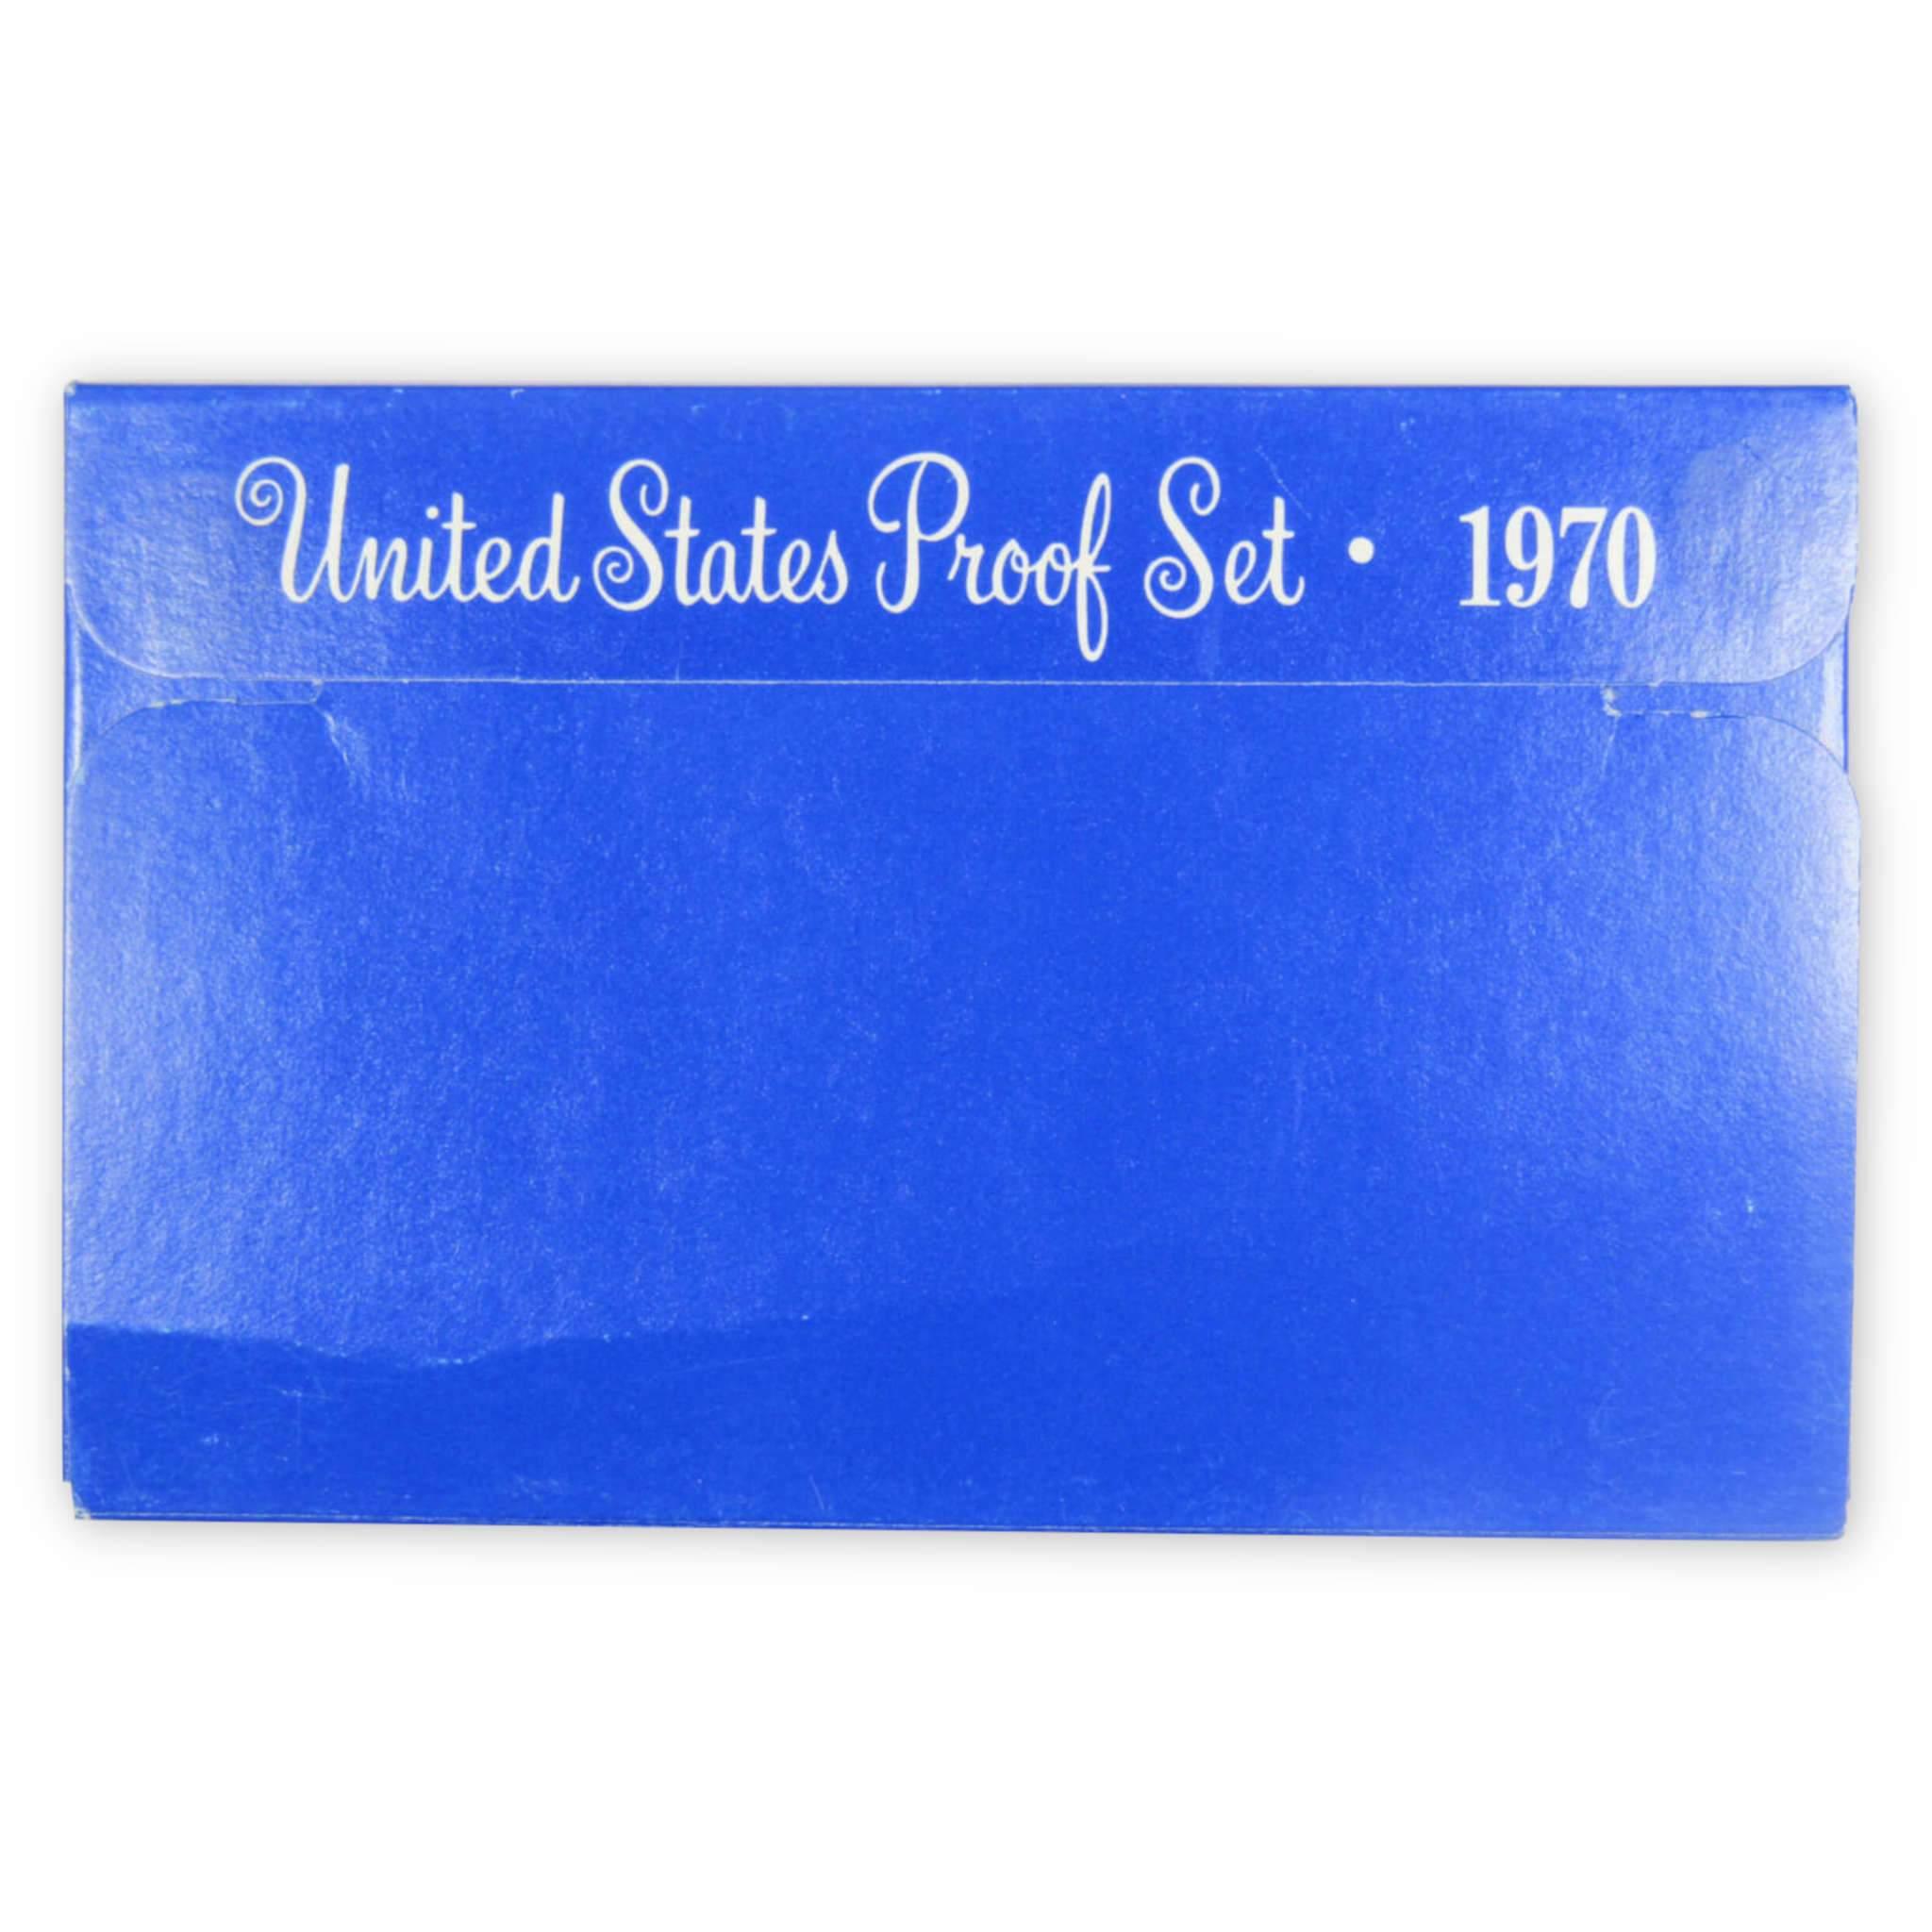 United States Proof Set • 1970